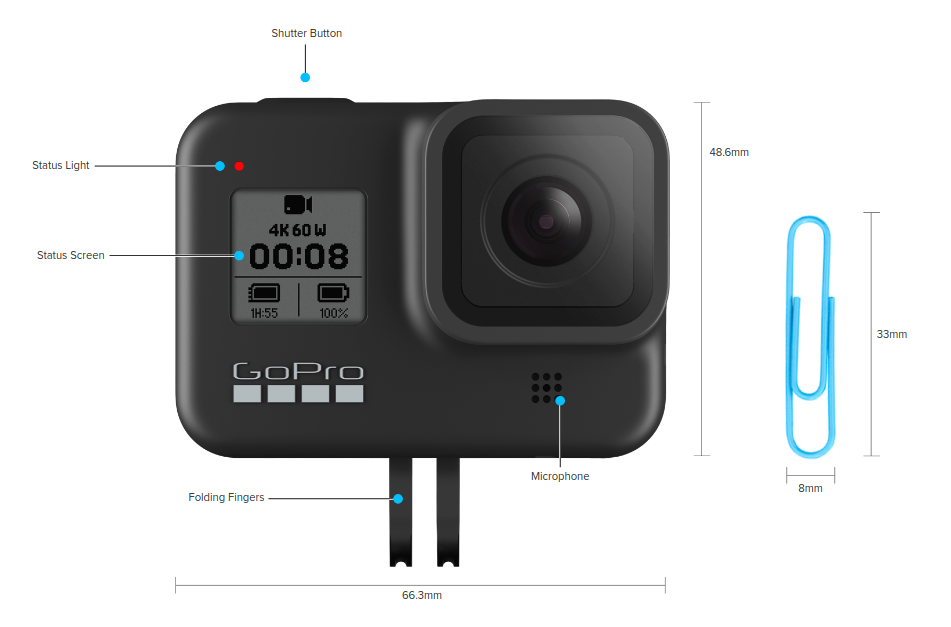 Shutter Button
48.6mm
Status Light
Status Screen
4K 60 W
00:08
1H:55
100%
33mm
GoPro
Microphone
8mm
Folding Fingers
66.3mm